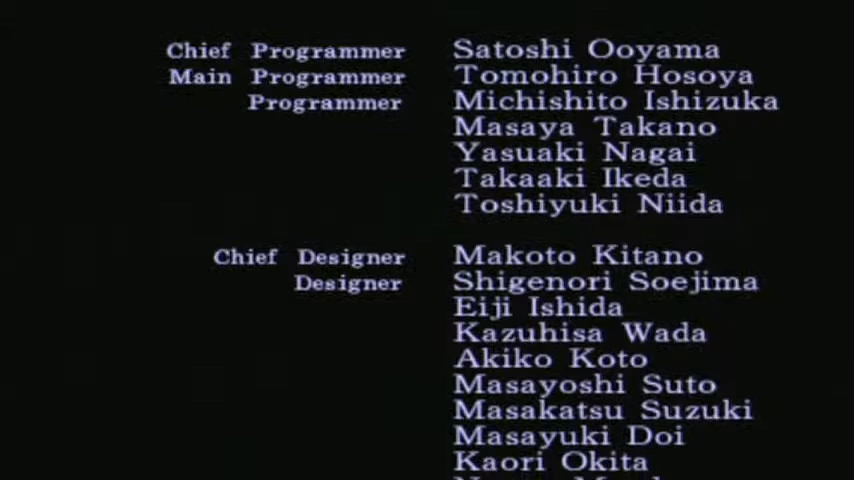 Chief Programmer Satoshi Ooyama
Main Programmer Tomohiro Hosoya
Programmer Michishito Ishizuka
Masaya Takano
Yasuaki Nagai
Takaaki Ikeda
Toshiyuki Niida
Chief Designer Makoto Kitano
Designer Shigenori Soejima
Eiji Ishida
Kazuhisa Wada
Akiko Koto
Masayoshi Suto
Masakatsu Suzuki
Masayuki Doi
Kaori Okita